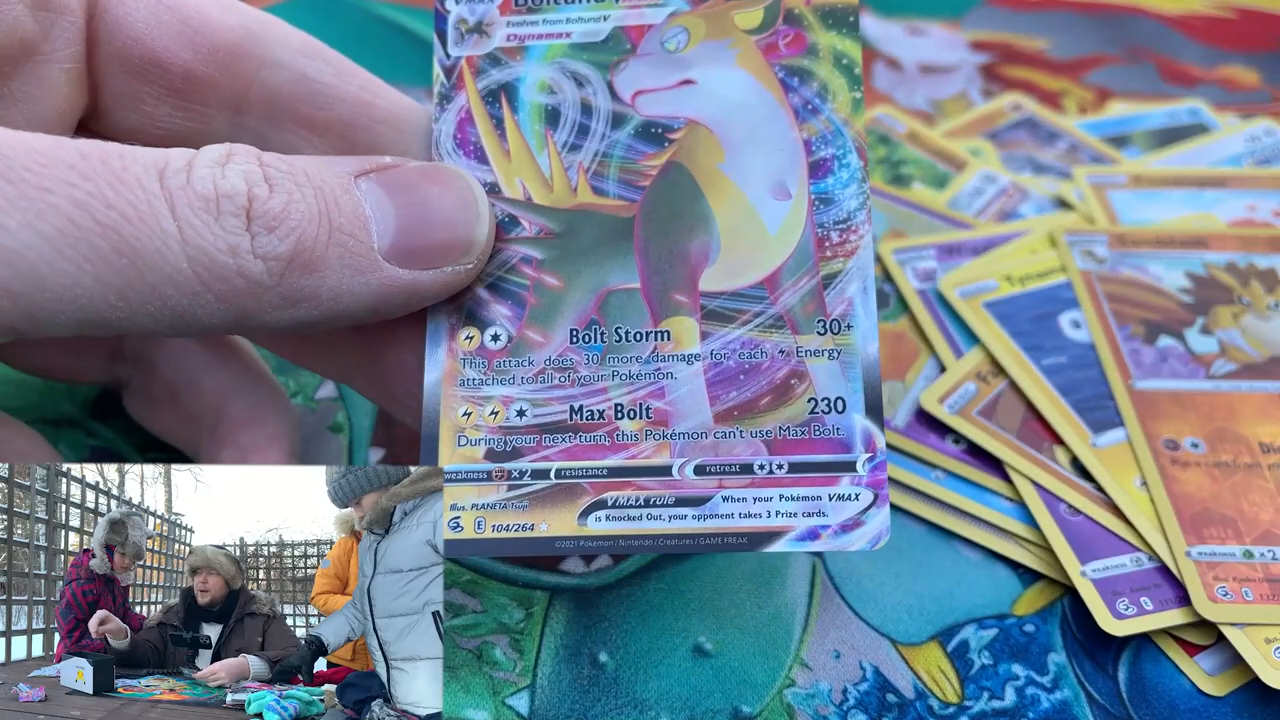 VMAX
Boltund
Evolves from Boltund V
Dynamax
Bolt Storm 30+
This attack does 30 more damage for each Energy
attached to all of your Pokémon.
Max Bolt 230
During your next turn, this Pokémon can't use Max Bolt.
weakness ×2 resistance retreat
Illus. PLANETA Tsuji
VMAX rule When your Pokémon VMAX
is Knocked Out, your opponent takes 3 Prize cards.
E 104/264
©2021 Pokémon / Nintendo / Creatures / GAME FREAK
weakness
weakness ×2
E